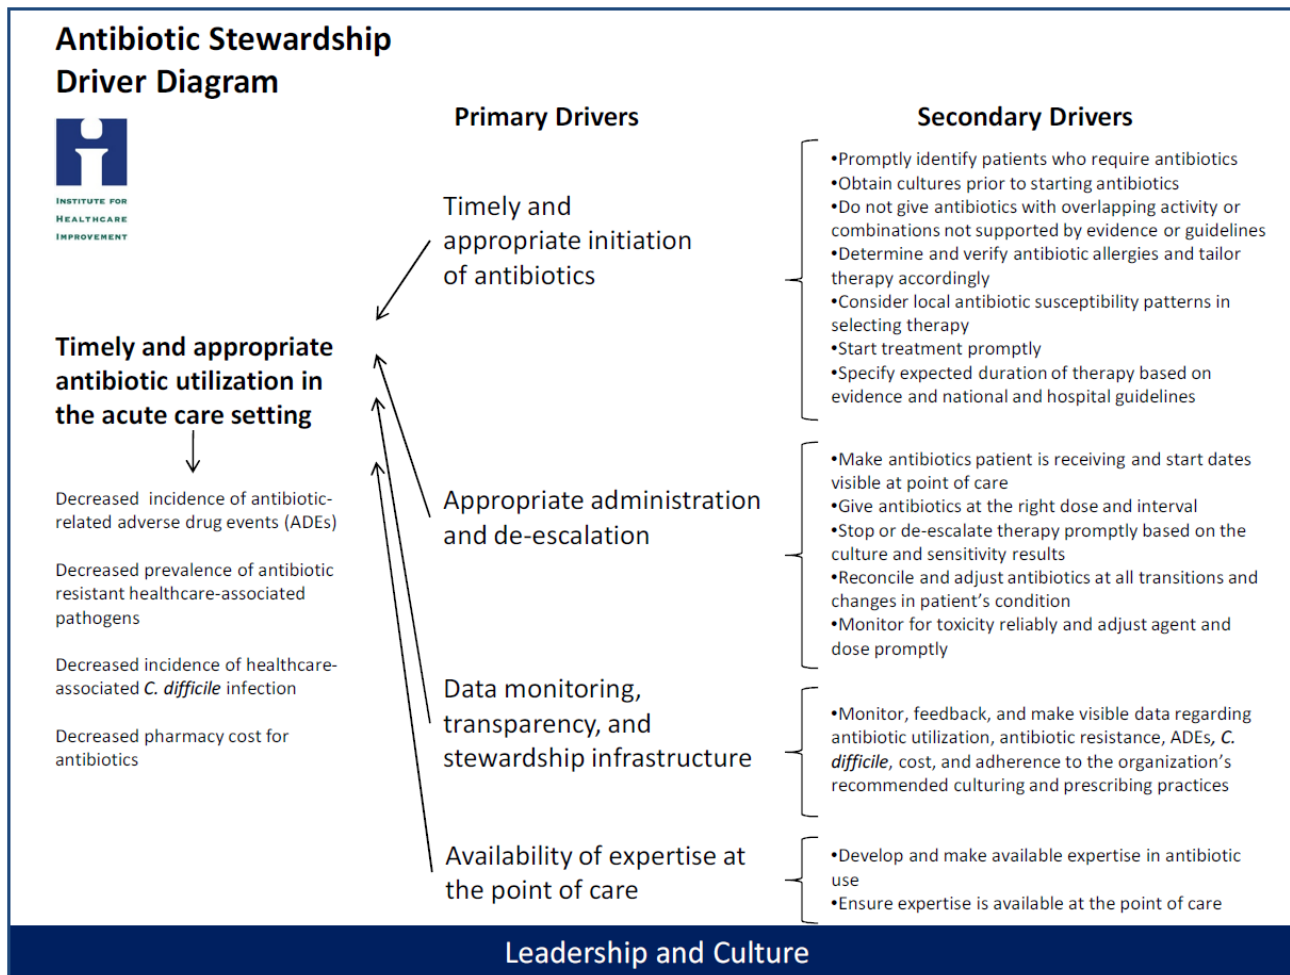 Antibiotic Stewardship
Driver Diagram
INSTITUTE FOR
HEALTHCARE
IMPROVEMENT
Timely and appropriate
antibiotic utilization in
the acute care setting
Decreased incidence of antibiotic-
related adverse drug events (ADEs)
Decreased prevalence of antibiotic
resistant healthcare-associated
pathogens
Decreased incidence of healthcare-
associated C. difficile infection
Decreased pharmacy cost for
antibiotics
Primary Drivers
Timely and
appropriate initiation
of antibiotics
Appropriate administration
and de-escalation
Data monitoring,
transparency, and
stewardship infrastructure
Availability of expertise at
the point of care
Secondary Drivers
•Promptly identify patients who require antibiotics
•Obtain cultures prior to starting antibiotics
•Do not give antibiotics with overlapping activity or
combinations not supported by evidence or guidelines
•Determine and verify antibiotic allergies and tailor
therapy accordingly
•Consider local antibiotic susceptibility patterns in
selecting therapy
•Start treatment promptly
•Specify expected duration of therapy based on
evidence and national and hospital guidelines
•Make antibiotics patient is receiving and start dates
visible at point of care
•Give antibiotics at the right dose and interval
•Stop or de-escalate therapy promptly based on the
culture and sensitivity results
•Reconcile and adjust antibiotics at all transitions and
changes in patient's condition
•Monitor for toxicity reliably and adjust agent and
dose promptly
•Monitor, feedback, and make visible data regarding
antibiotic utilization, antibiotic resistance, ADEs, C.
difficile, cost, and adherence to the organization's
recommended culturing and prescribing practices
•Develop and make available expertise in antibiotic
use
•Ensure expertise is available at the point of care
Leadership and Culture